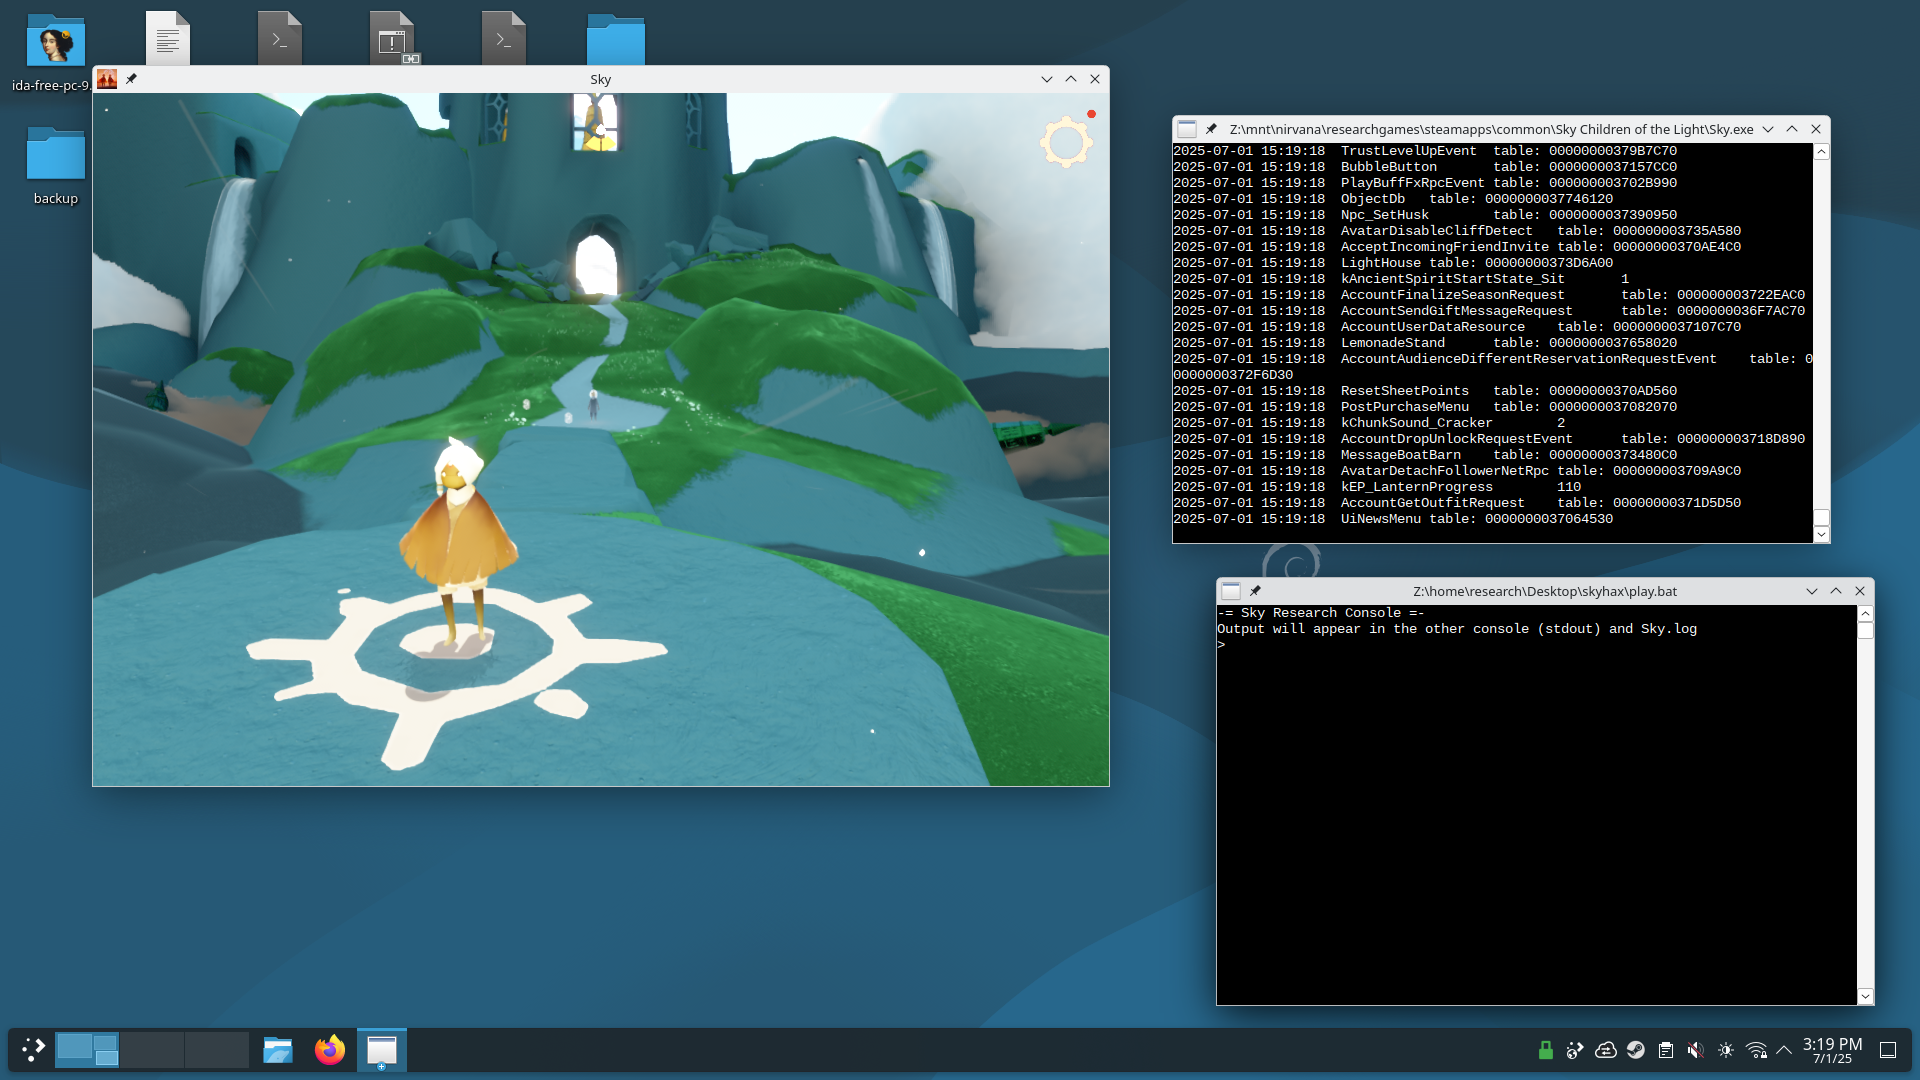 ida-free-pc-9.
backup
Sky
Z:\mnt\nirvana\researchgames\steamapps\common\Sky Children of the Light\Sky.exe
2025-07-01 15:19:18  TrustLevelUpEvent  table: 00000000379B7C70
2025-07-01 15:19:18  BubbleButton       table: 0000000037157CC0
2025-07-01 15:19:18  PlayBuffFxRpcEvent table: 000000003702B990
2025-07-01 15:19:18  ObjectDb   table: 0000000037746120
2025-07-01 15:19:18  Npc_SetHusk        table: 0000000037390950
2025-07-01 15:19:18  AvatarDisableCliffDetect   table: 000000003735A580
2025-07-01 15:19:18  AcceptIncomingFriendInvite table: 00000000370AE4C0
2025-07-01 15:19:18  LightHouse table: 00000000373D6A00
2025-07-01 15:19:18  kAncientSpiritStartState_Sit       1
2025-07-01 15:19:18  AccountFinalizeSeasonRequest       table: 000000003722EAC0
2025-07-01 15:19:18  AccountSendGiftMessageRequest      table: 0000000036F7AC70
2025-07-01 15:19:18  AccountUserDataResource    table: 0000000037107C70
2025-07-01 15:19:18  LemonadeStand      table: 0000000037658020
2025-07-01 15:19:18  AccountAudienceDifferentReservationRequestEvent    table: 0
0000000372F6D30
2025-07-01 15:19:18  ResetSheetPoints   table: 00000000370AD560
2025-07-01 15:19:18  PostPurchaseMenu   table: 0000000037082070
2025-07-01 15:19:18  kChunkSound_Cracker        2
2025-07-01 15:19:18  AccountDropUnlockRequestEvent      table: 000000003718D890
2025-07-01 15:19:18  MessageBoatBarn    table: 00000000373480C0
2025-07-01 15:19:18  AvatarDetachFollowerNetRpc table: 000000003709A9C0
2025-07-01 15:19:18  kEP_LanternProgress        110
2025-07-01 15:19:18  AccountGetOutfitRequest    table: 00000000371D5D50
2025-07-01 15:19:18  UiNewsMenu table: 0000000037064530
Z:\home\research\Desktop\skyhax\play.bat
-= Sky Research Console =-
Output will appear in the other console (stdout) and Sky.log
>
3:19 PM
7/1/25